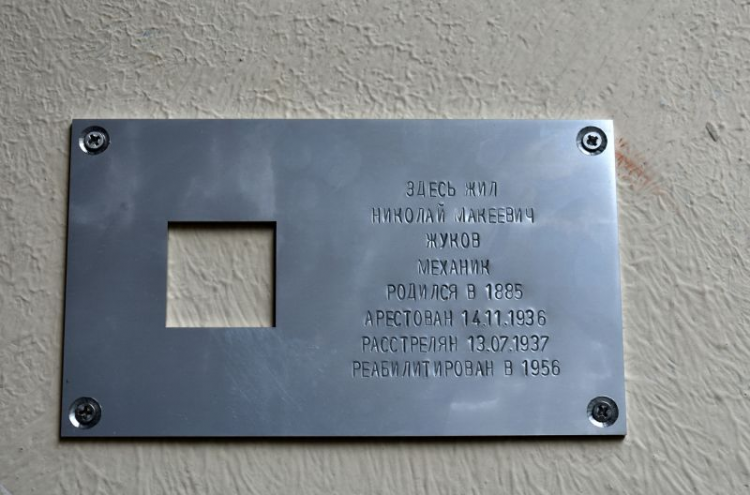 ЗДЕСЬ ЖИЛ
НИКОЛАЙ МАКЕЕВИЧ
ЖУКОВ
МЕХАНИК
РОДИЛСЯ В 1885
АРЕСТОВАН 14.11.1936
РАССТРЕЛЯН 13.07.1937
РЕАБИЛИТИРОВАН В 1956